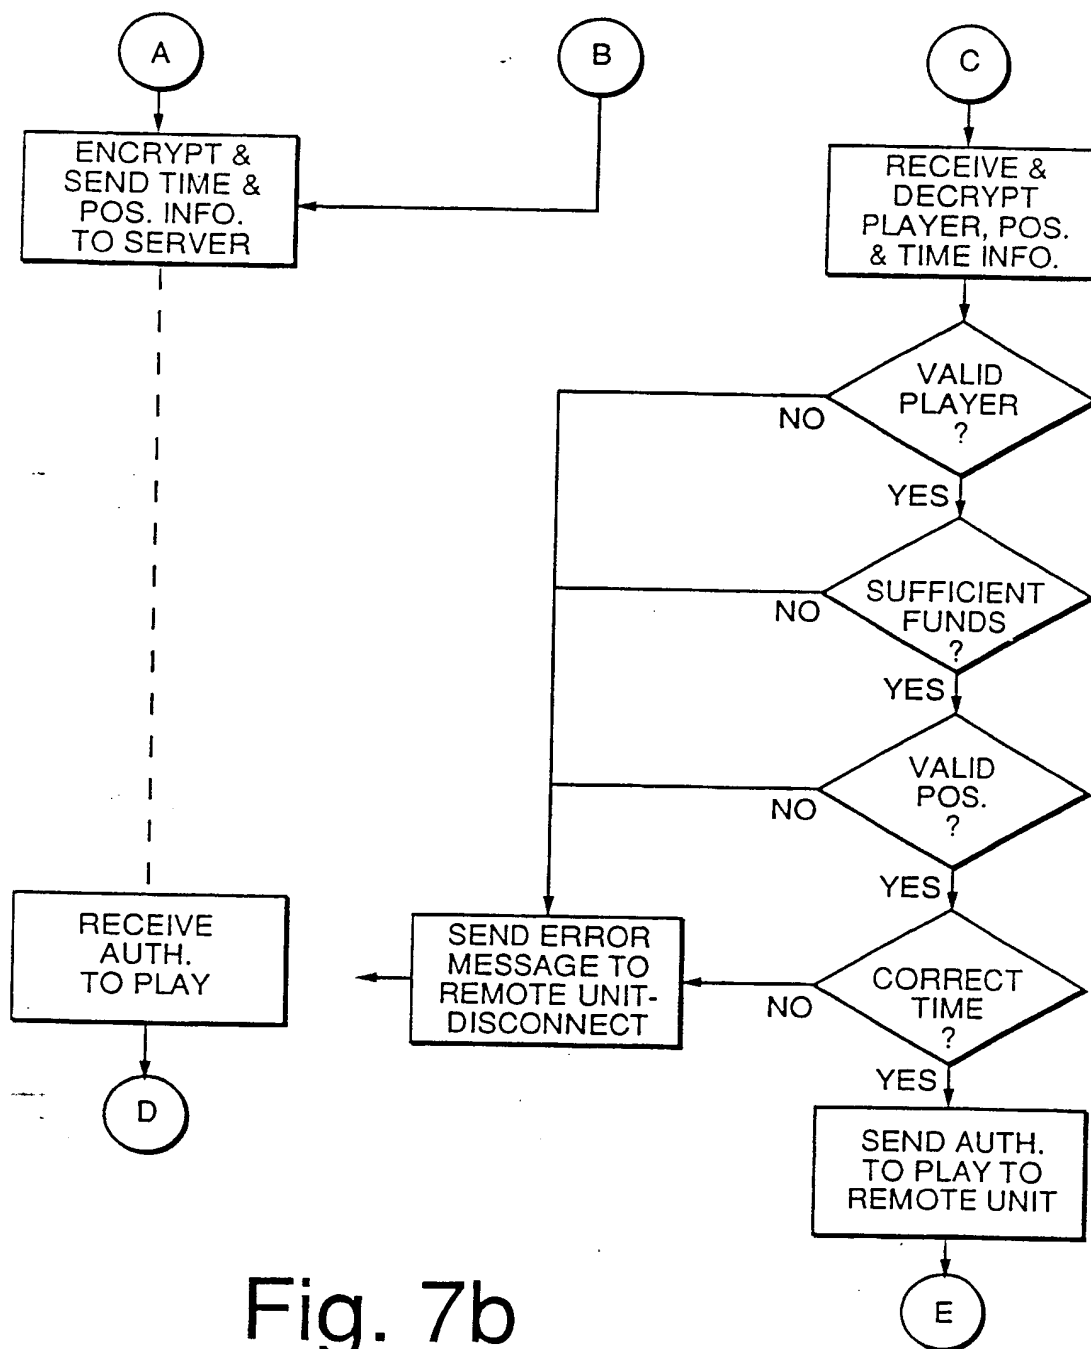 A
B
C
ENCRYPT &
SEND TIME &
POS. INFO.
TO SERVER
RECEIVE &
DECRYPT
PLAYER, POS.
& TIME INFO.
VALID
PLAYER
?
NO
YES
SUFFICIENT
FUNDS
?
NO
YES
VALID
POS.
?
NO
YES
RECEIVE
AUTH.
TO PLAY
SEND ERROR
MESSAGE TO
REMOTE UNIT-
DISCONNECT
CORRECT
TIME
?
NO
YES
D
SEND AUTH.
TO PLAY TO
REMOTE UNIT
E
Fig. 7b